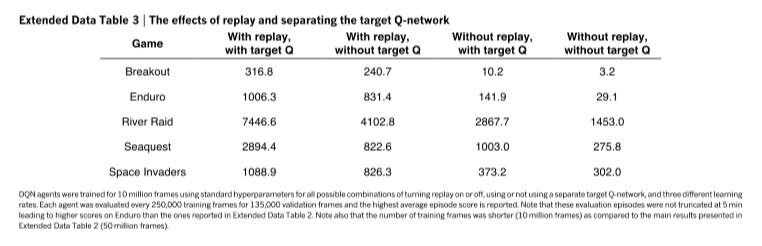 Extended Data Table 3 | The effects of replay and separating the target Q-network
Game With replay, with target Q With replay, without target Q Without replay, with target Q Without replay, without target Q
Breakout 316.8 240.7 10.2 3.2
Enduro 1006.3 831.4 141.9 29.1
River Raid 7446.6 4102.8 2867.7 1453.0
Seaquest 2894.4 822.6 1003.0 275.8
Space Invaders 1088.9 826.3 373.2 302.0
DQN agents were trained for 10 million frames using standard hyperparameters for all possible combinations of turning replay on or off, using or not using a separate target Q-network, and three different learning
rates. Each agent was evaluated every 250,000 training frames for 135,000 validation frames and the highest average episode score is reported. Note that these evaluation episodes were not truncated at 5 min
leading to higher scores on Enduro than the ones reported in Extended Data Table 2. Note also that the number of training frames was shorter (10 million frames) as compared to the main results presented in
Extended Data Table 2 (50 million frames).